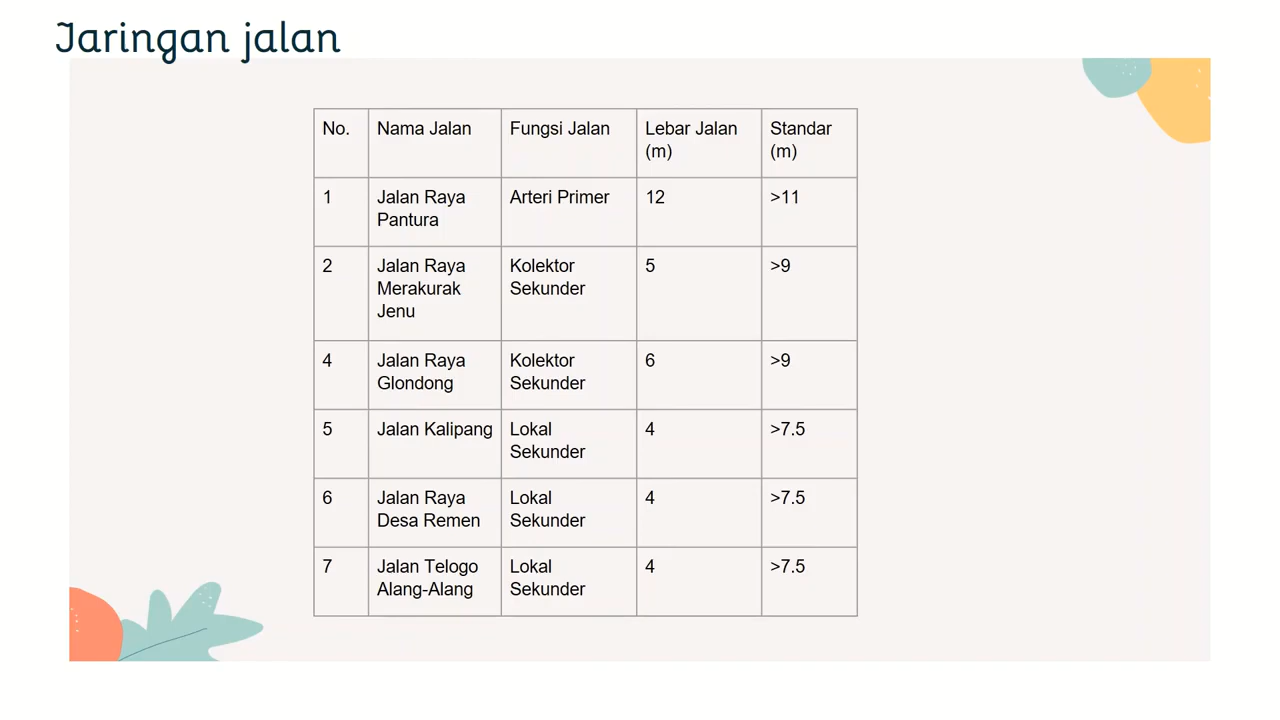 Jaringan jalan
No. Nama Jalan Fungsi Jalan Lebar Jalan (m) Standar (m)
1 Jalan Raya Pantura Arteri Primer 12 >11
2 Jalan Raya Merakurak Jenu Kolektor Sekunder 5 >9
4 Jalan Raya Glondong Kolektor Sekunder 6 >9
5 Jalan Kalipang Lokal Sekunder 4 >7.5
6 Jalan Raya Desa Remen Lokal Sekunder 4 >7.5
7 Jalan Telogo Alang-Alang Lokal Sekunder 4 >7.5